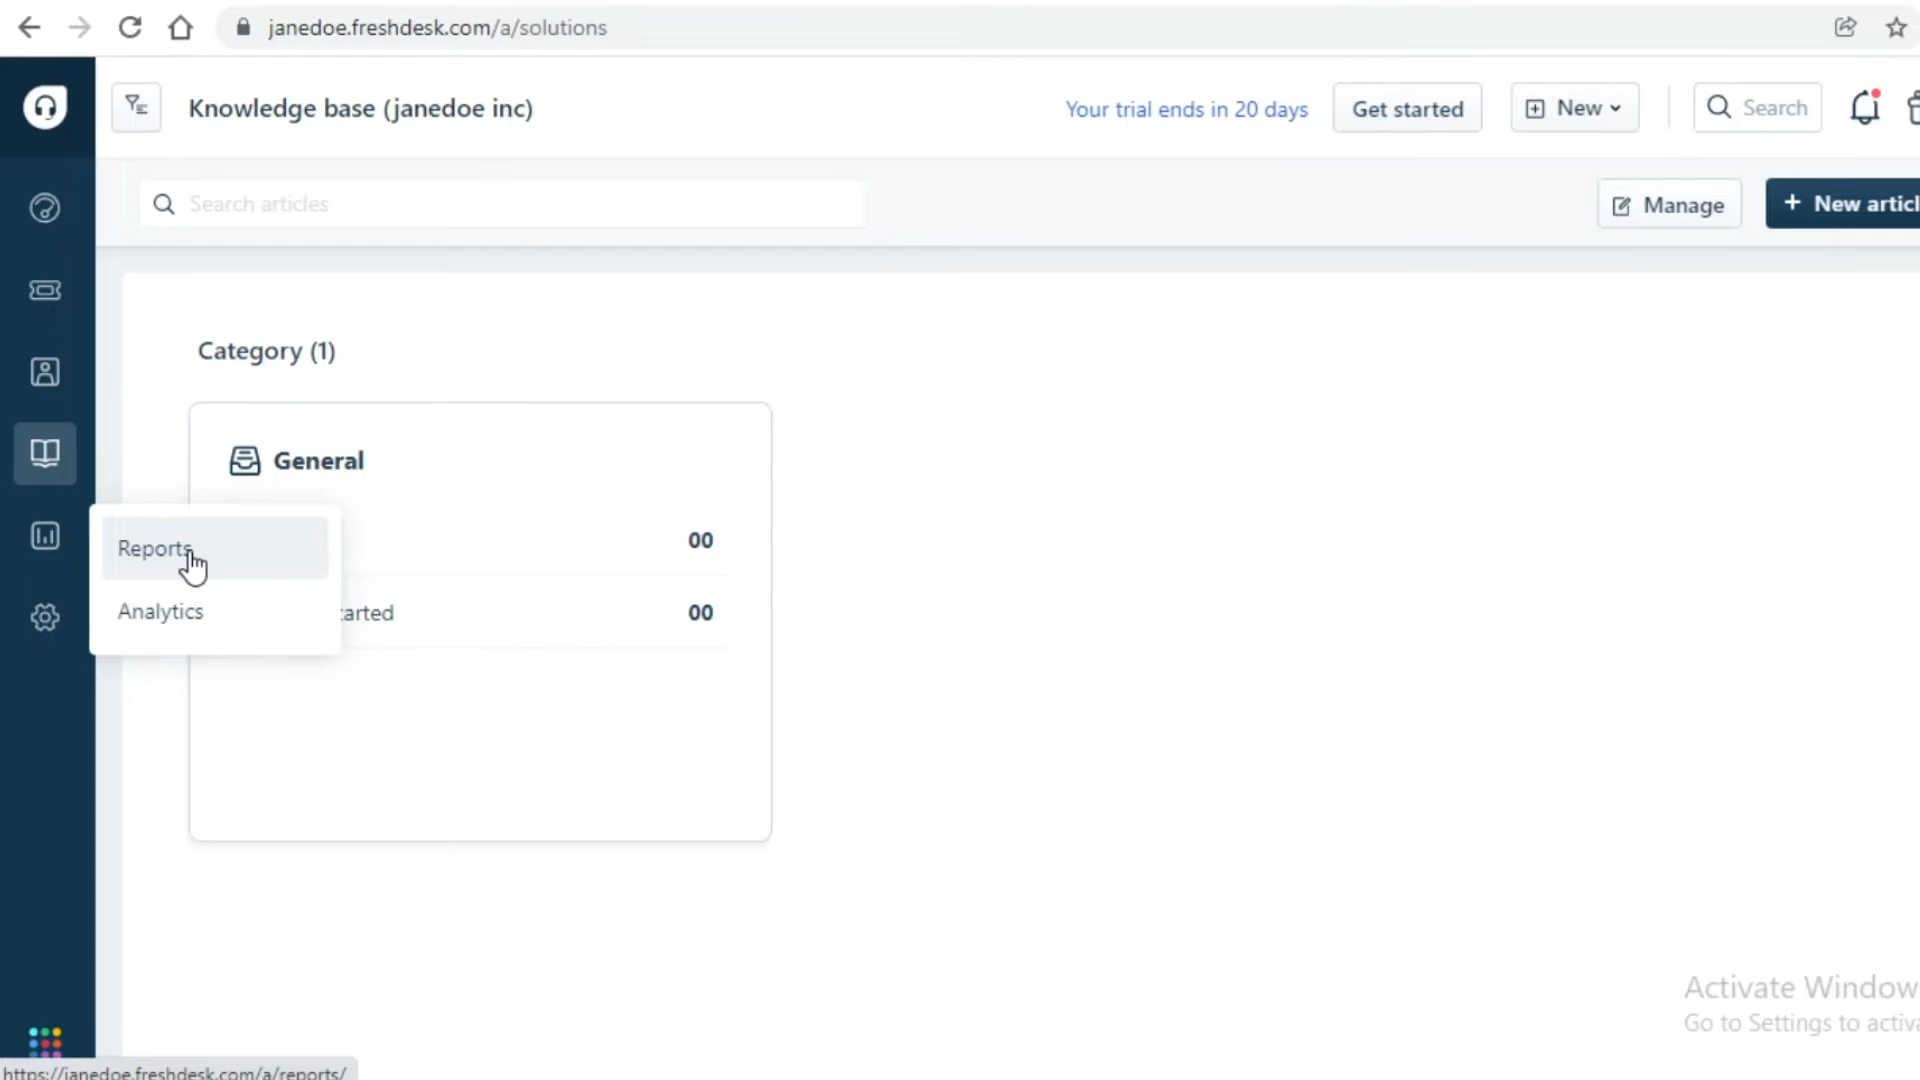 janedoe.freshdesk.com/a/solutions
Knowledge base (janedoe inc)
Your trial ends in 20 days
Get started
New
Search
Search articles
Manage
+ New articl
Category (1)
General
00
Reports
Analytics
tarted
00
Activate Window
Go to Settings to activa
https://janedoe.freshdesk.com/a/reports/